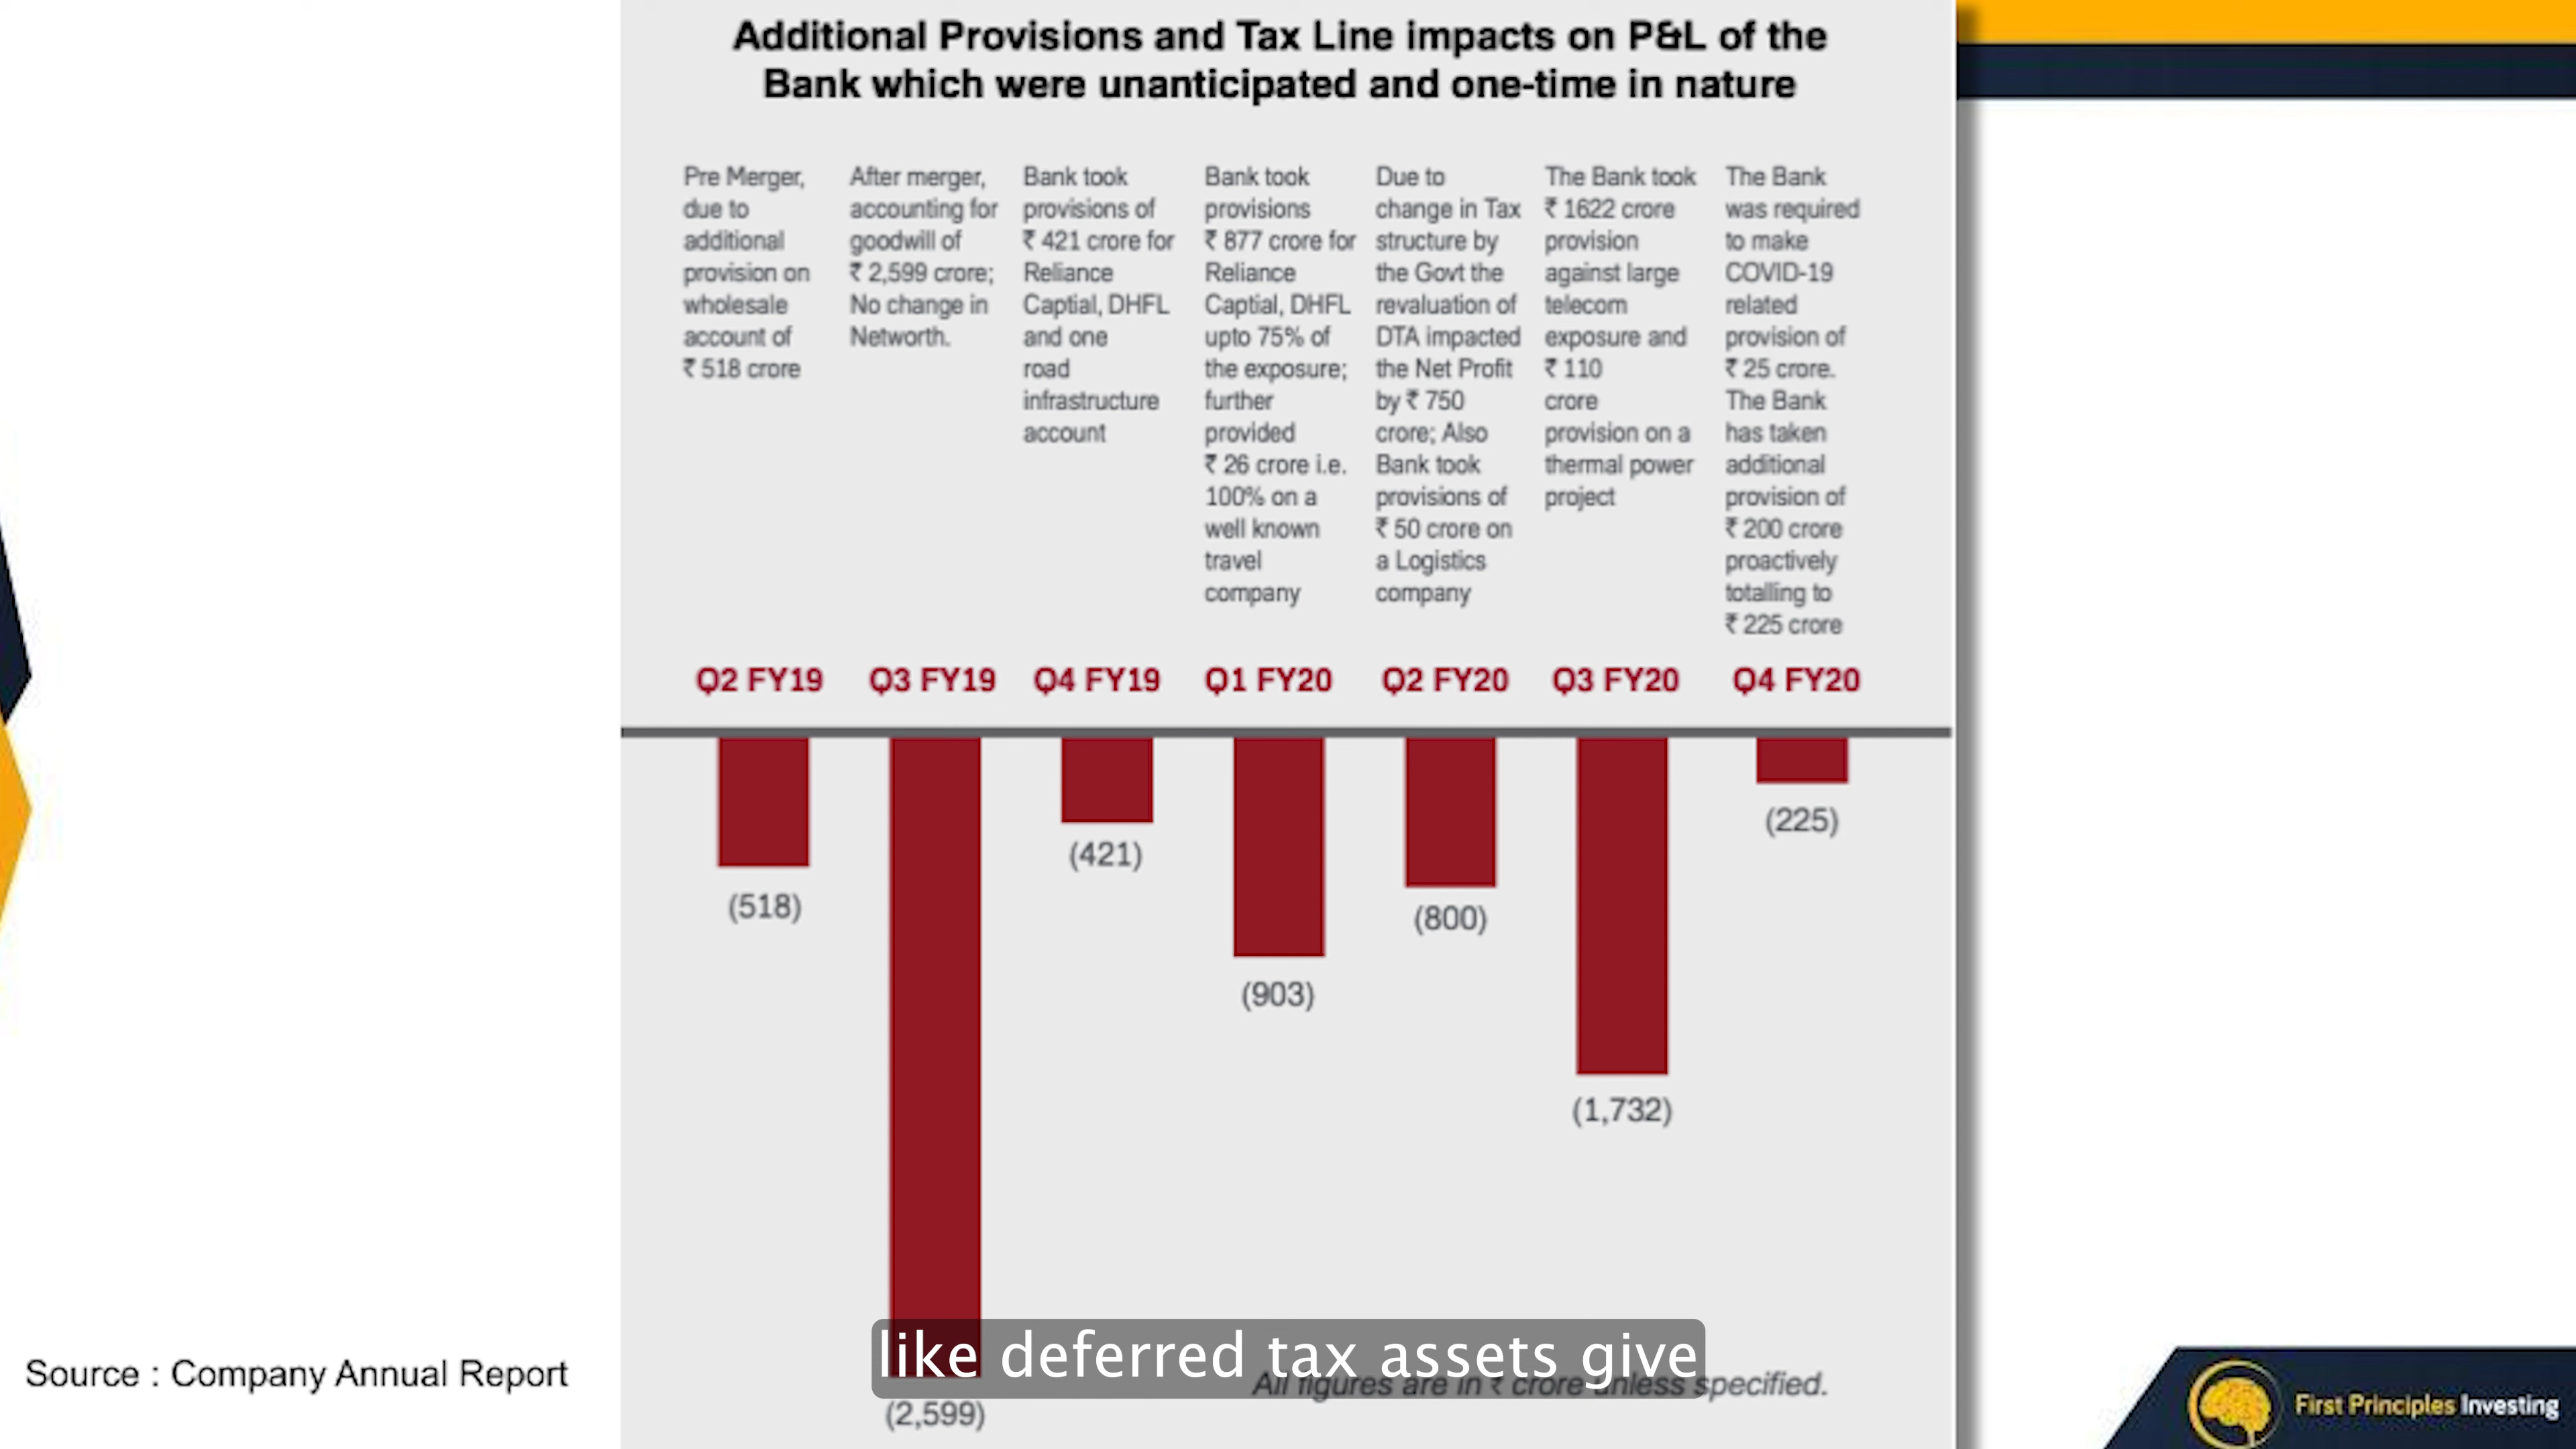 Additional Provisions and Tax Line impacts on P&L of the
Bank which were unanticipated and one-time in nature
Pre Merger,
due to
additional
provision on
wholesale
account of
₹ 518 crore
After merger,
accounting for
goodwill of
₹ 2,599 crore;
No change in
Networth.
Bank took
provisions of
₹ 421 crore for
Reliance
Captial, DHFL
and one
road
infrastructure
account
Bank took
provisions
₹ 877 crore for
Reliance
Captial, DHFL
upto 75% of
the exposure;
further
provided
₹ 26 crore i.e.
100% on a
well known
travel
company
Due to
change in Tax
structure by
the Govt the
revaluation of
DTA impacted
the Net Profit
by ₹ 750
crore; Also
Bank took
provisions of
₹ 50 crore on
a Logistics
company
The Bank took
₹ 1622 crore
provision
against large
telecom
exposure and
₹ 110
crore
provision on a
thermal power
project
The Bank
was required
to make
COVID-19
related
provision of
₹ 25 crore.
The Bank
has taken
additional
provision of
₹ 200 crore
proactively
totalling to
₹ 225 crore
Q2 FY19 Q3 FY19 Q4 FY19 Q1 FY20 Q2 FY20 Q3 FY20 Q4 FY20
(225)
(421)
(518)
(800)
(903)
(1,732)
like deferred tax assets give
Source : Company Annual Report
All figures are in ₹ crore unless specified.
(2,599)
First Principles Investing